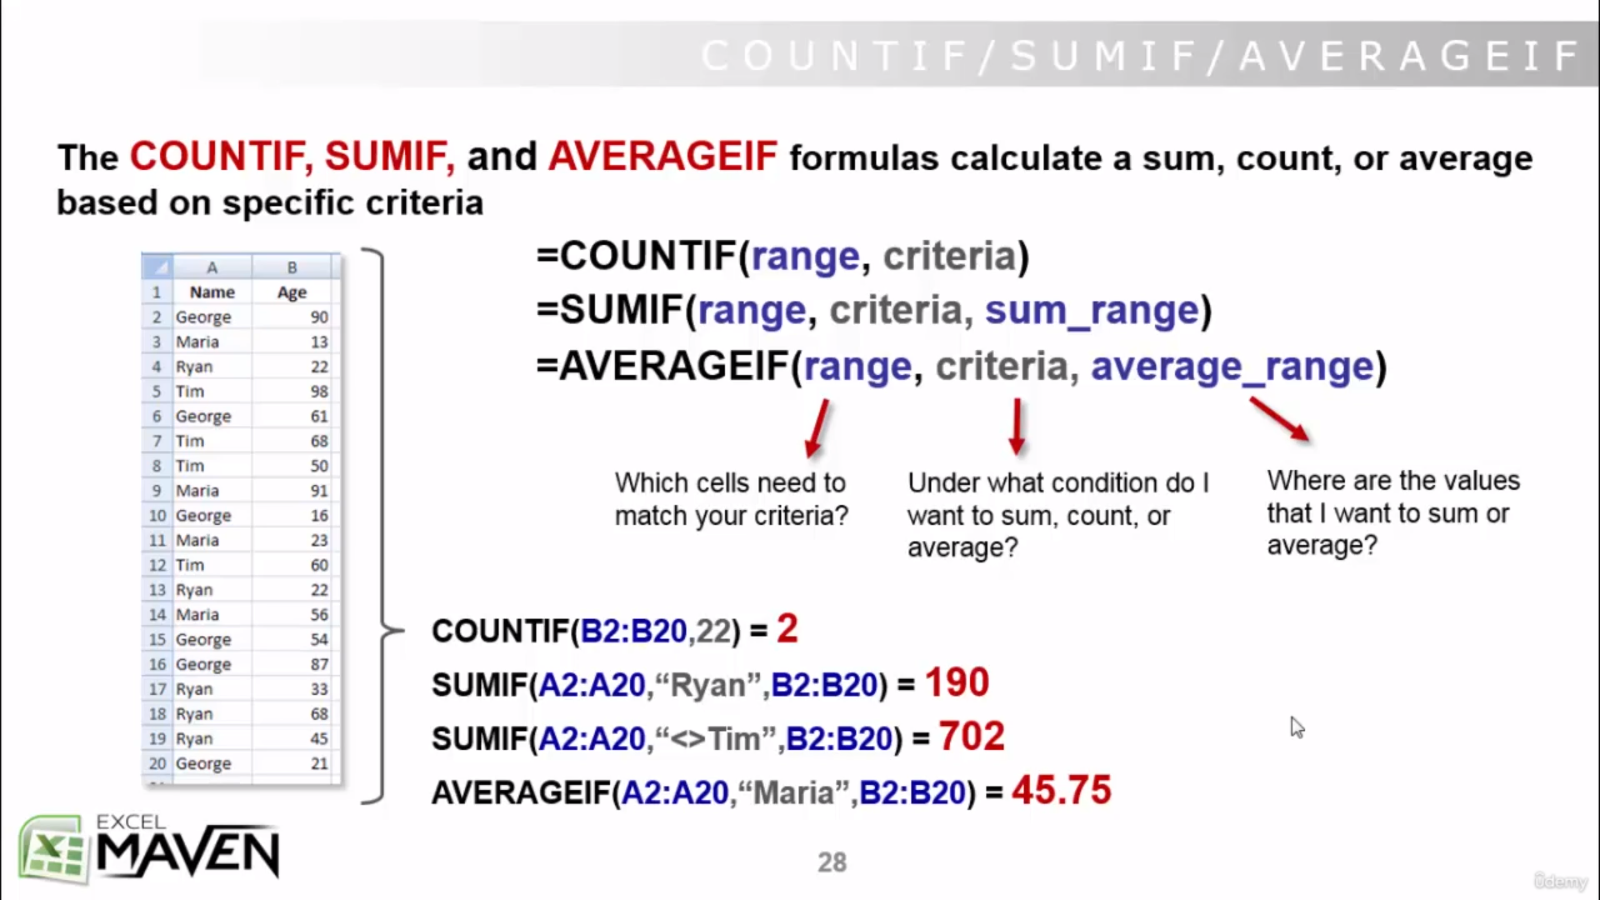 COUNTIF/SUMIF/AVERAGEIF
The COUNTIF, SUMIF, and AVERAGEIF formulas calculate a sum, count, or average
based on specific criteria
A B
1 Name Age
2 George 90
3 Maria 13
4 Ryan 22
5 Tim 98
6 George 61
7 Tim 68
8 Tim 50
9 Maria 91
10 George 16
11 Maria 23
12 Tim 60
13 Ryan 22
14 Maria 56
15 George 54
16 George 87
17 Ryan 33
18 Ryan 68
19 Ryan 45
20 George 21
=COUNTIF(range, criteria)
=SUMIF(range, criteria, sum_range)
=AVERAGEIF(range, criteria, average_range)
Which cells need to
match your criteria?
Under what condition do I
want to sum, count, or
average?
Where are the values
that I want to sum or
average?
COUNTIF(B2:B20,22) = 2
SUMIF(A2:A20,“Ryan”,B2:B20) = 190
SUMIF(A2:A20,“<>Tim”,B2:B20) = 702
AVERAGEIF(A2:A20,“Maria”,B2:B20) = 45.75
EXCEL
MAVEN
28
ûdemy